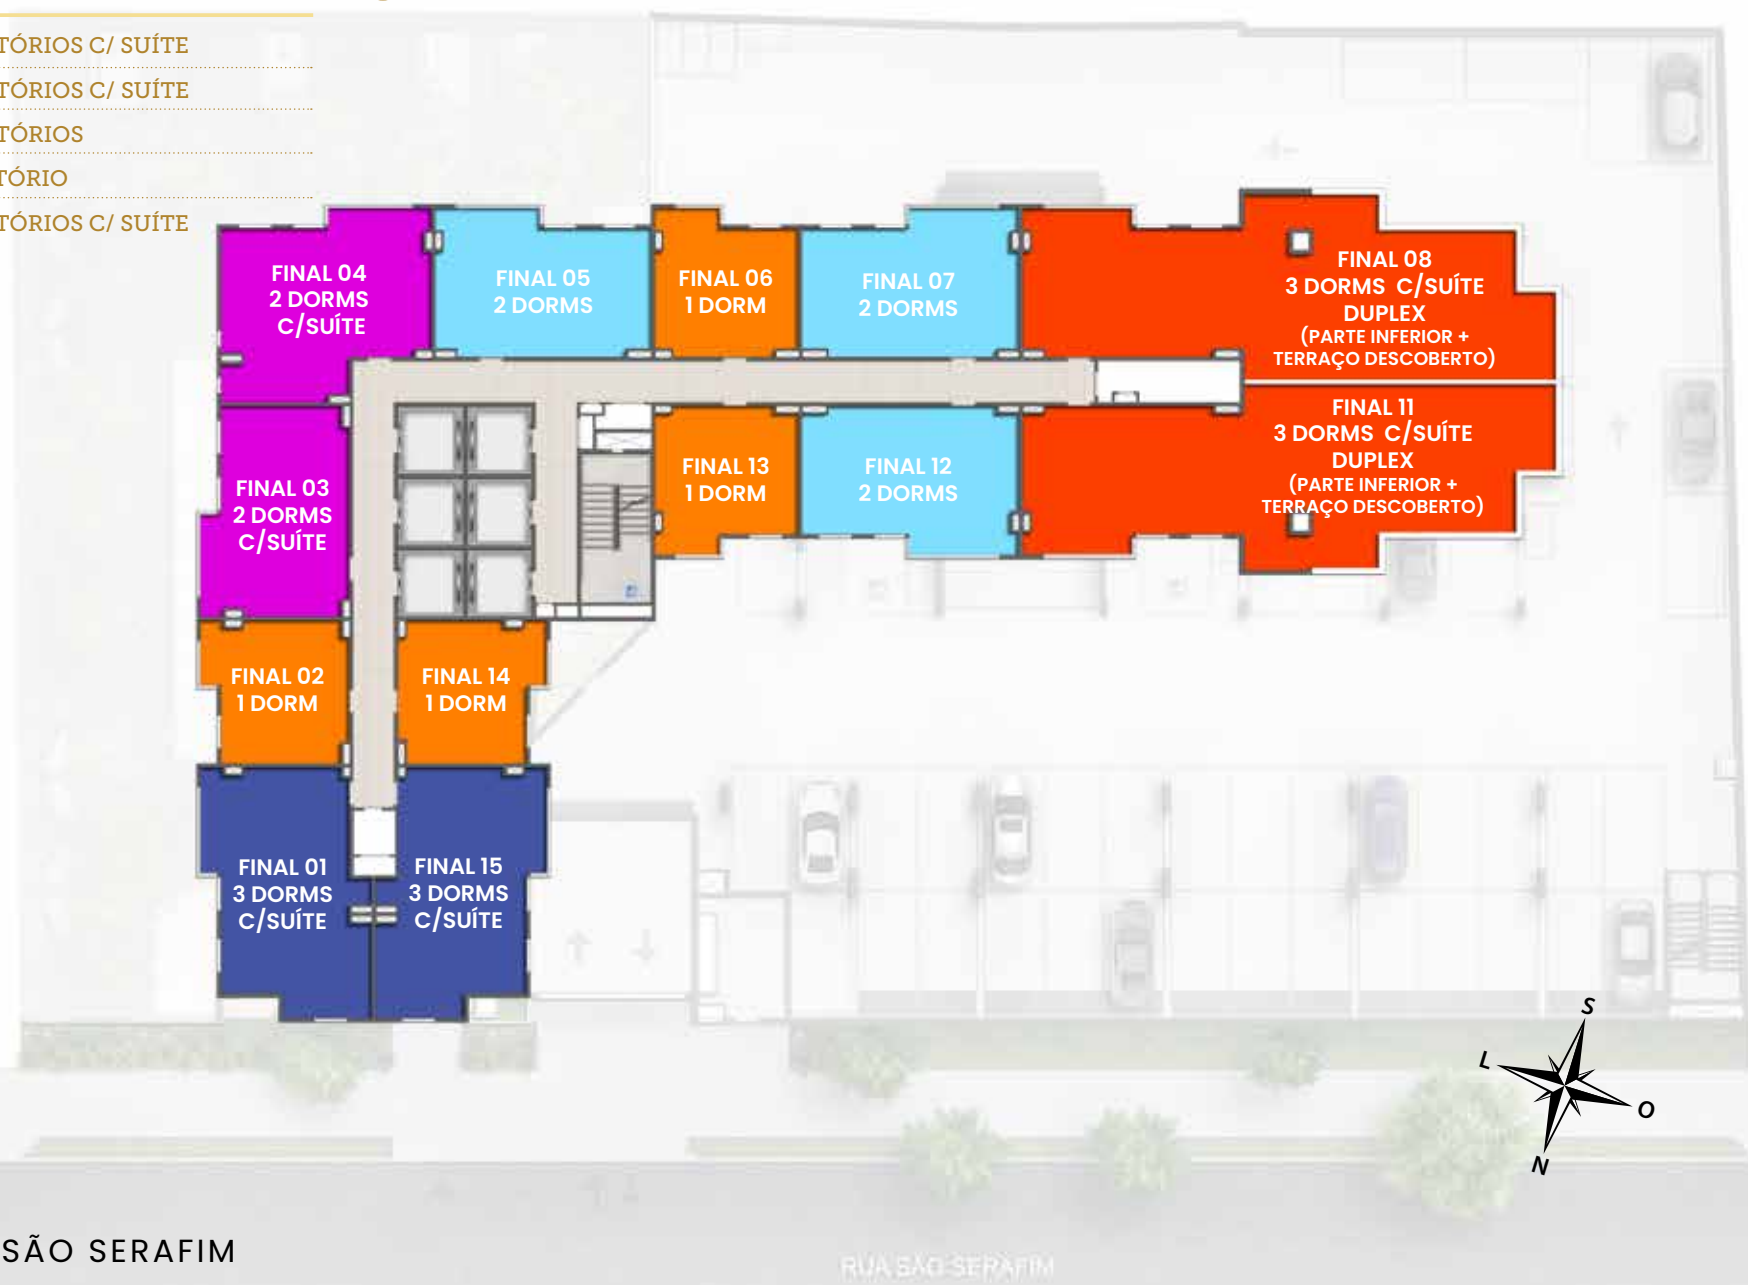 TÓRIOS C/ SUÍTE
TÓRIOS C/ SUÍTE
TÓRIOS
TÓRIO
TÓRIOS C/ SUÍTE
FINAL 04
2 DORMS
C/SUÍTE
FINAL 05
2 DORMS
FINAL 06
1 DORM
FINAL 07
2 DORMS
FINAL 08
3 DORMS C/SUÍTE
DUPLEX
(PARTE INFERIOR +
TERRAÇO DESCOBERTO)
FINAL 03
2 DORMS
C/SUÍTE
FINAL 13
1 DORM
FINAL 12
2 DORMS
FINAL 11
3 DORMS C/SUÍTE
DUPLEX
(PARTE INFERIOR +
TERRAÇO DESCOBERTO)
FINAL 02
1 DORM
FINAL 14
1 DORM
FINAL 01
3 DORMS
C/SUÍTE
FINAL 15
3 DORMS
C/SUÍTE
S
L
O
N
SÃO SERAFIM
RUA SÃO SERAFIM